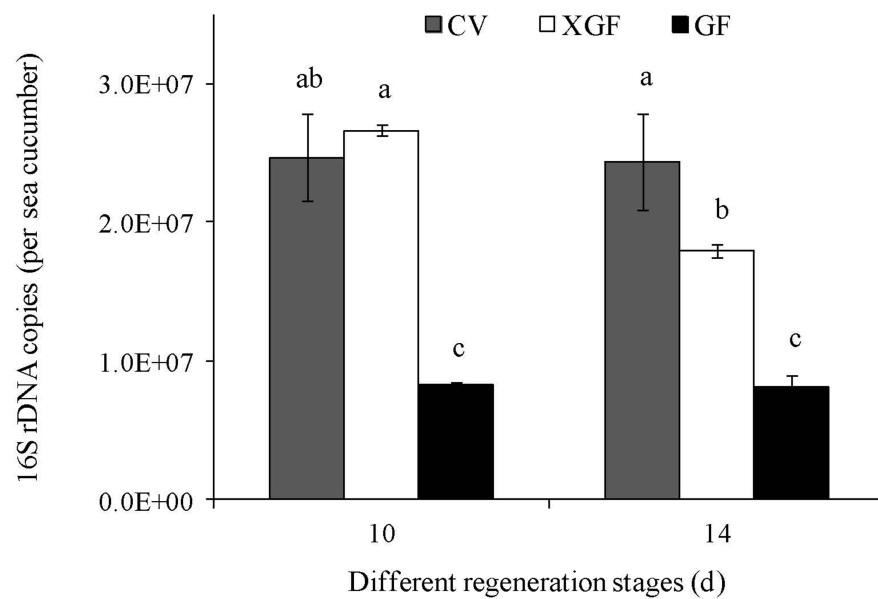 CV XGF GF
16S rDNA copies (per sea cucumber)
3.0E+07
2.0E+07
1.0E+07
0.0E+00
ab a c
a b c
10 14
Different regeneration stages (d)